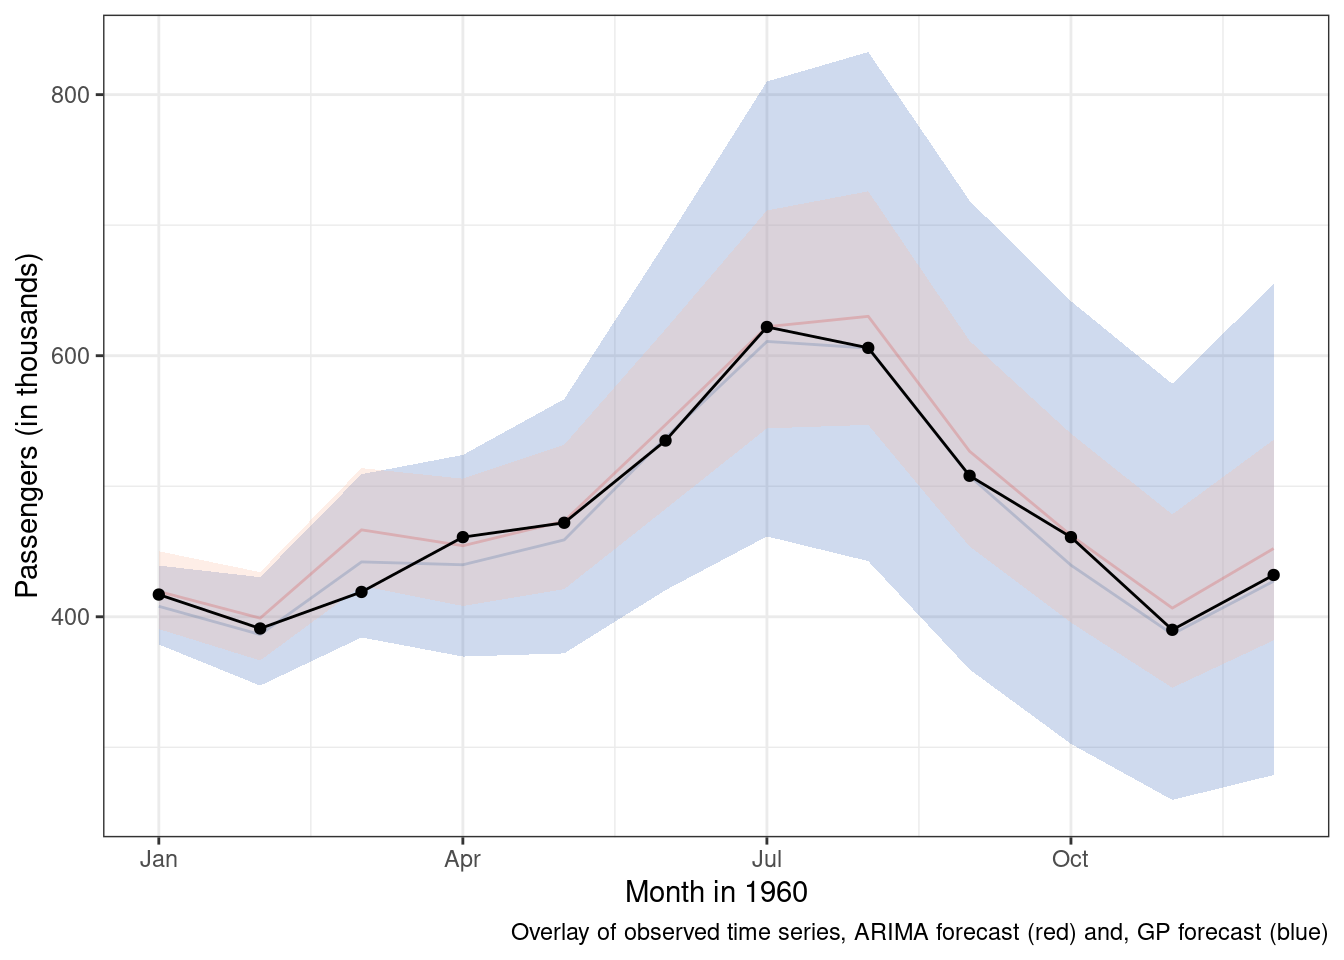 800
600
400
Passengers (in thousands)
Jan Apr Jul Oct
Month in 1960
Overlay of observed time series, ARIMA forecast (red) and, GP forecast (blue)